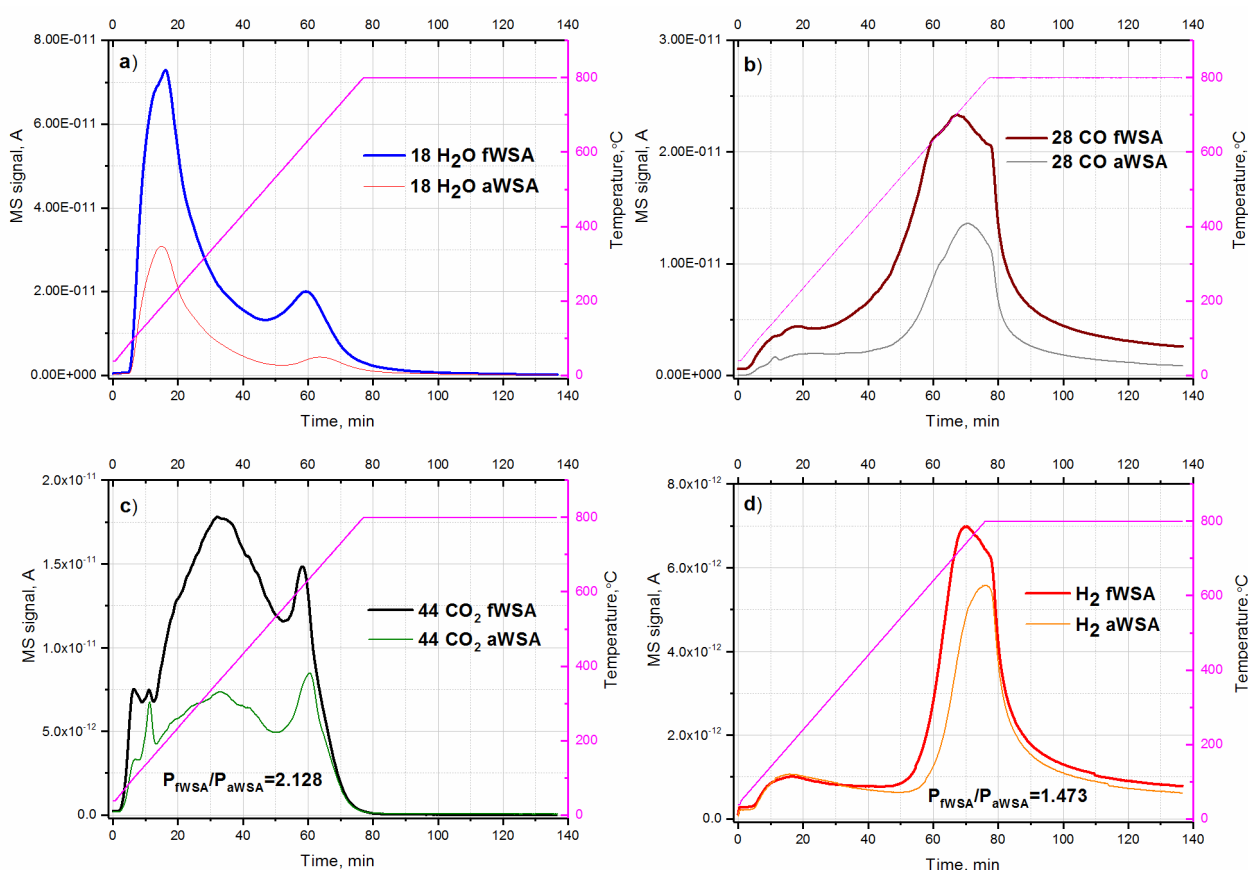 0 20 40 60 80 100 120 140
8.00E-011
6.00E-011
4.00E-011
2.00E-011
0.00E+000
MS signal, A
a)
18 H2O fWSA
18 H2O aWSA
800
600
400
200
0
Temperature,°C
0 20 40 60 80 100 120 140
Time, min
0 20 40 60 80 100 120 140
3.00E-011
2.00E-011
1.00E-011
0.00E+000
MS signal, A
b)
28 CO fWSA
28 CO aWSA
800
600
400
200
0
Temperature,°C
0 20 40 60 80 100 120 140
Time, min
0 20 40 60 80 100 120 140
2.0x10-11
1.5x10-11
1.0x10-11
5.0x10-12
0.0
MS signal, A
c)
44 CO2 fWSA
44 CO2 aWSA
PfWSA/PaWSA=2.128
800
600
400
200
0
Temperature,°C
0 20 40 60 80 100 120 140
Time, min
0 20 40 60 80 100 120 140
8.0x10-12
6.0x10-12
4.0x10-12
2.0x10-12
0.0
MS signal, A
d)
H2 fWSA
H2 aWSA
PfWSA/PaWSA=1.473
800
600
400
200
0
Temperature,°C
0 20 40 60 80 100 120 140
Time, min